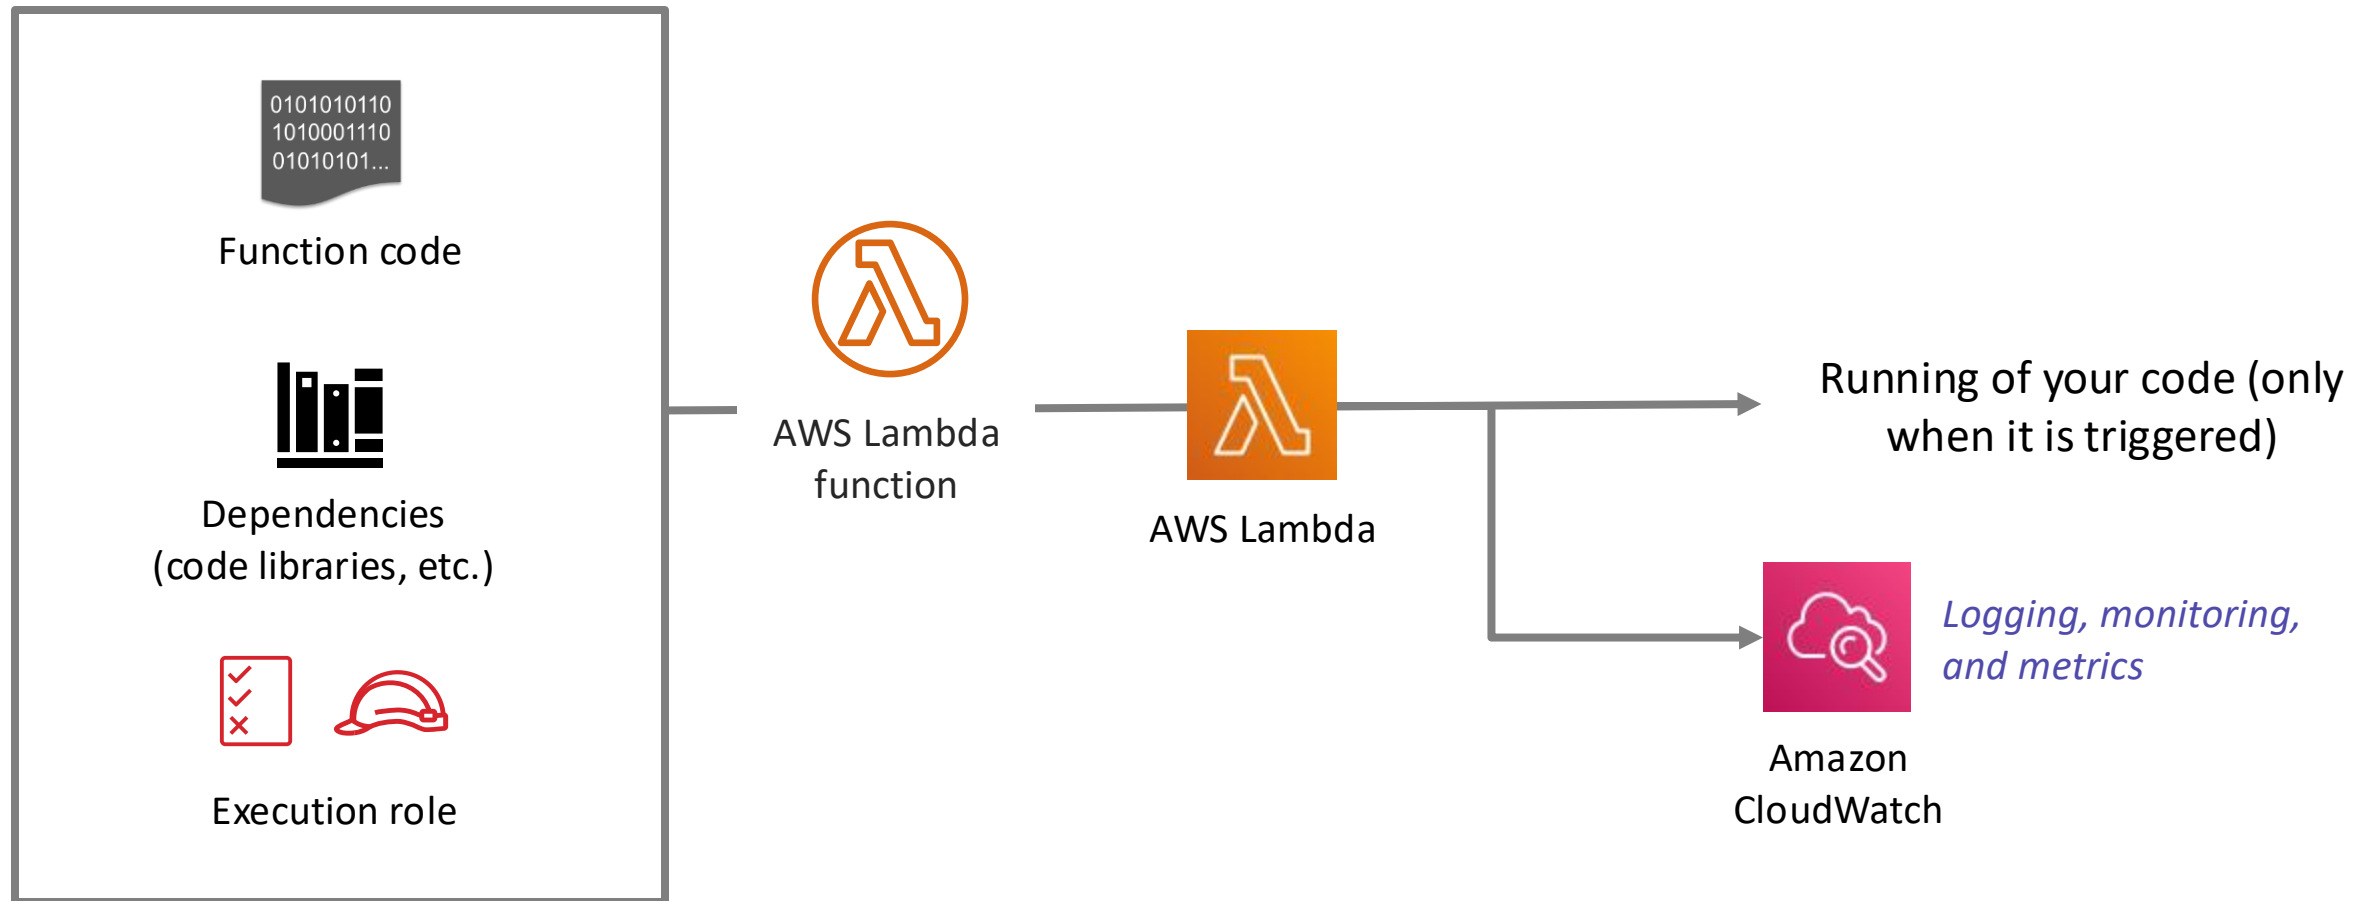 0101010110
1010001110
01010101...
Function code
Dependencies
(code libraries, etc.)
Execution role
AWS Lambda
function
AWS Lambda
Running of your code (only
when it is triggered)
Logging, monitoring,
and metrics
Amazon
CloudWatch